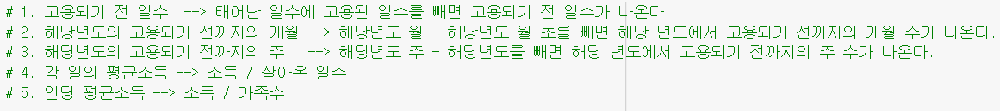 # 1. 고용되기 전 일수  --> 태어난 일수에 고용된 일수를 빼면 고용되기 전 일수가 나온다.
# 2. 해당년도의 고용되기 전까지의 개월 --> 해당년도 월 - 해당년도 월 초를 빼면 해당 년도에서 고용되기 전까지의 개월 수가 나온다.
# 3. 해당년도의 고용되기 전까지의 주  --> 해당년도 주 - 해당년도를 빼면 해당 년도에서 고용되기 전까지의 주 수가 나온다.
# 4. 각 일의 평균소득 --> 소득 / 살아온 일수
# 5. 인당 평균소득 --> 소득 / 가족수